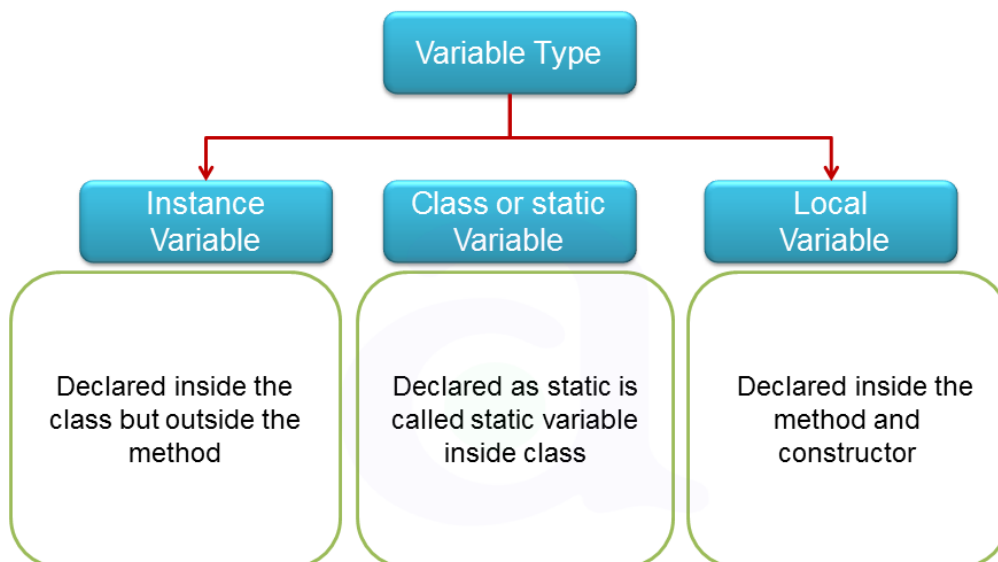 Variable Type
Instance
Variable
Class or static
Variable
Local
Variable
Declared inside the
class but outside the
method
Declared as static is
called static variable
inside class
Declared inside the
method and
constructor